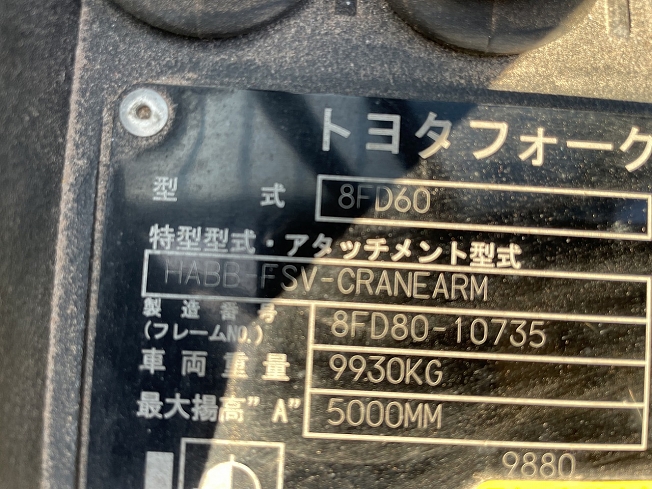 トヨタフォーク
型 式 8FD60
特型型式・アタッチメント型式
HABB-FSV-CRANEARM
製造番号
(フレームNO.) 8FD80-10735
車両重量 9930KG
最大揚高"A" 5000MM
9880